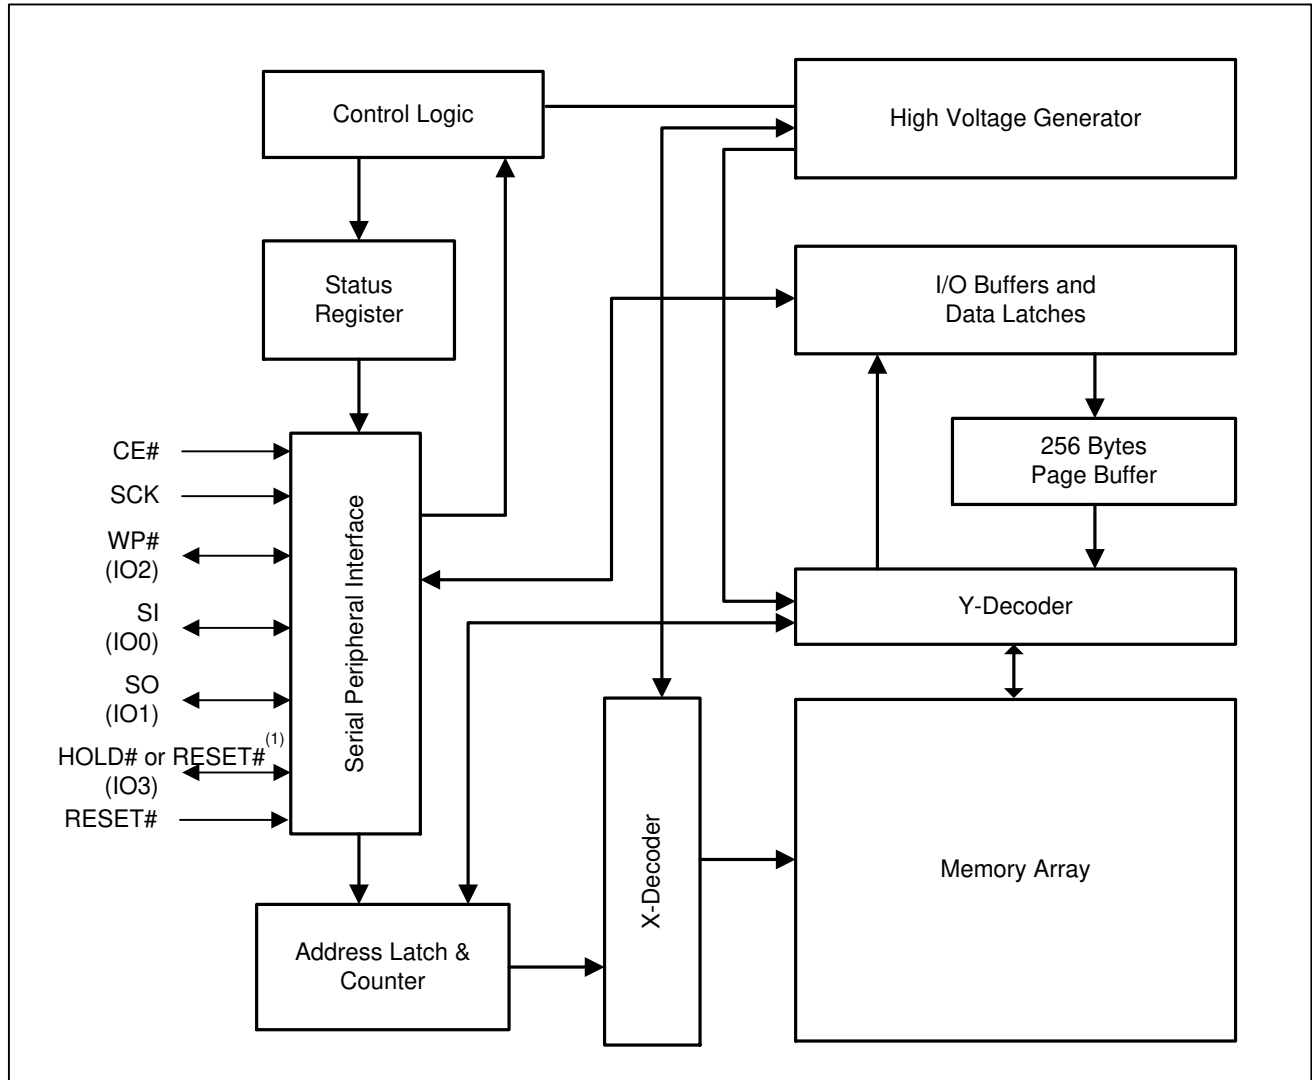 Control Logic
High Voltage Generator
Status
Register
I/O Buffers and
Data Latches
256 Bytes
Page Buffer
CE#
SCK
WP#
(IO2)
SI
(IO0)
SO
(IO1)
HOLD# or RESET#(1)
(IO3)
RESET#
Serial Peripheral Interface
Y-Decoder
X-Decoder
Memory Array
Address Latch &
Counter